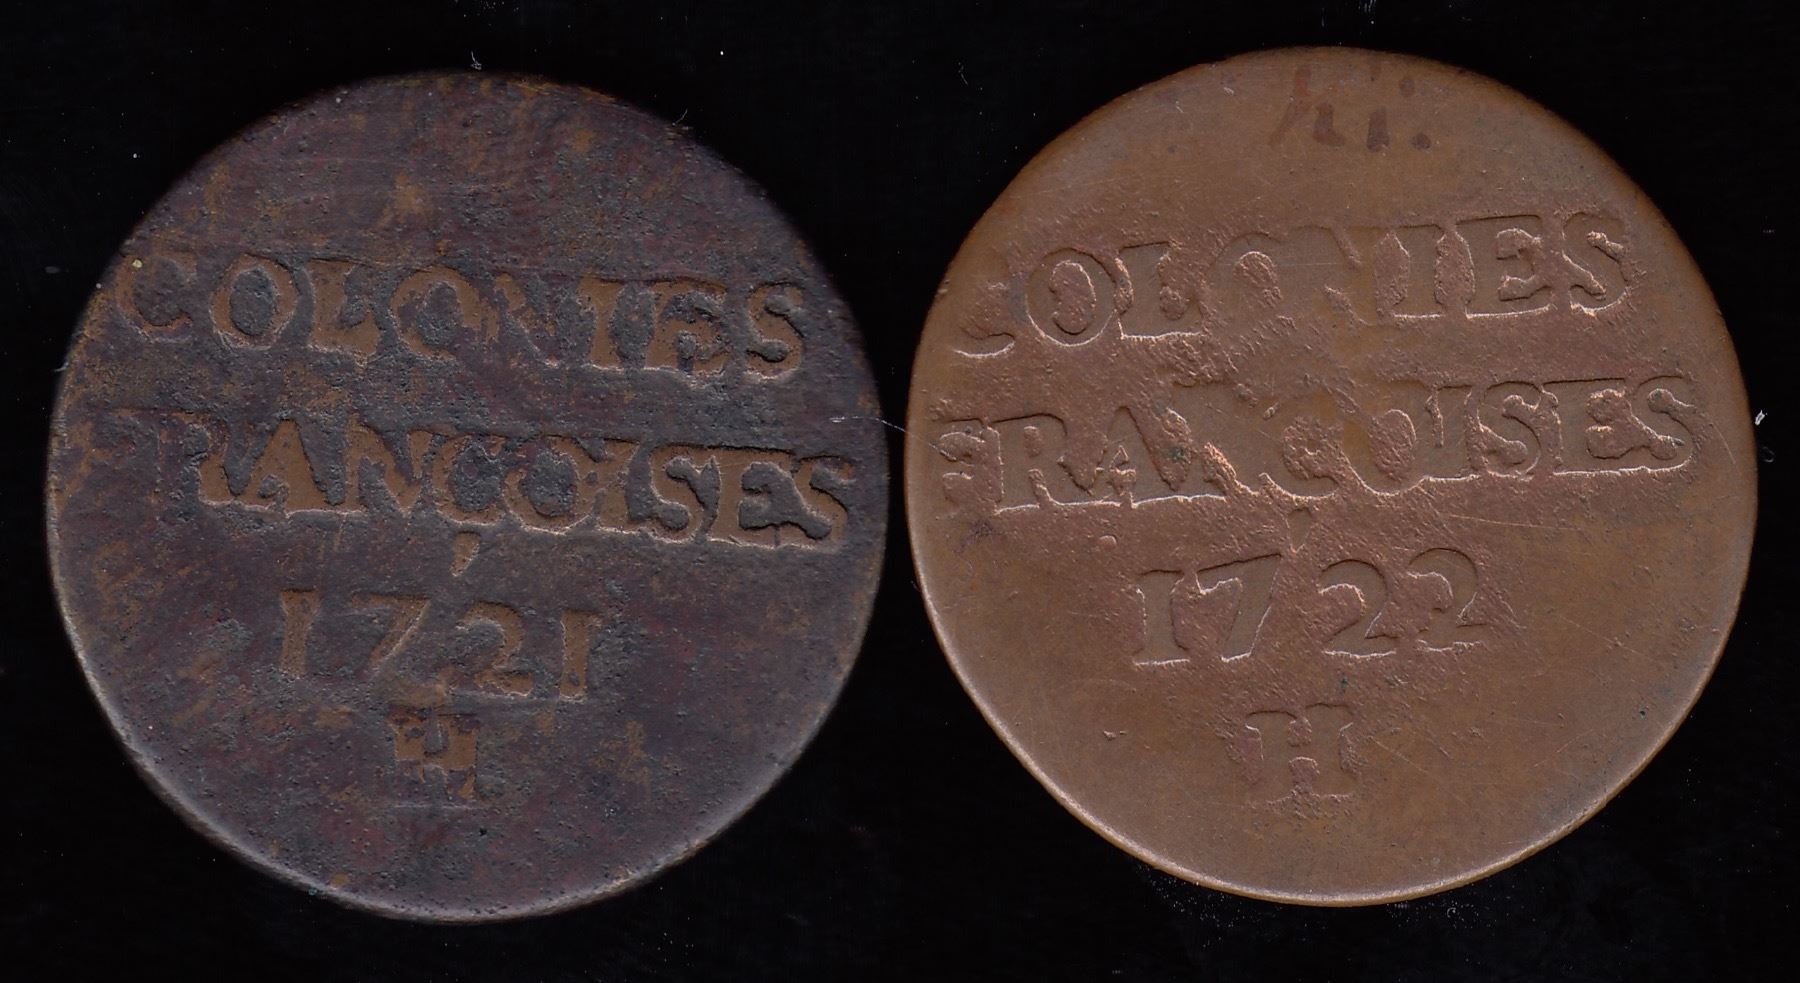 COLONIES
FRANÇOISES
1721
H
COLONIES
FRANÇOISES
1722
H